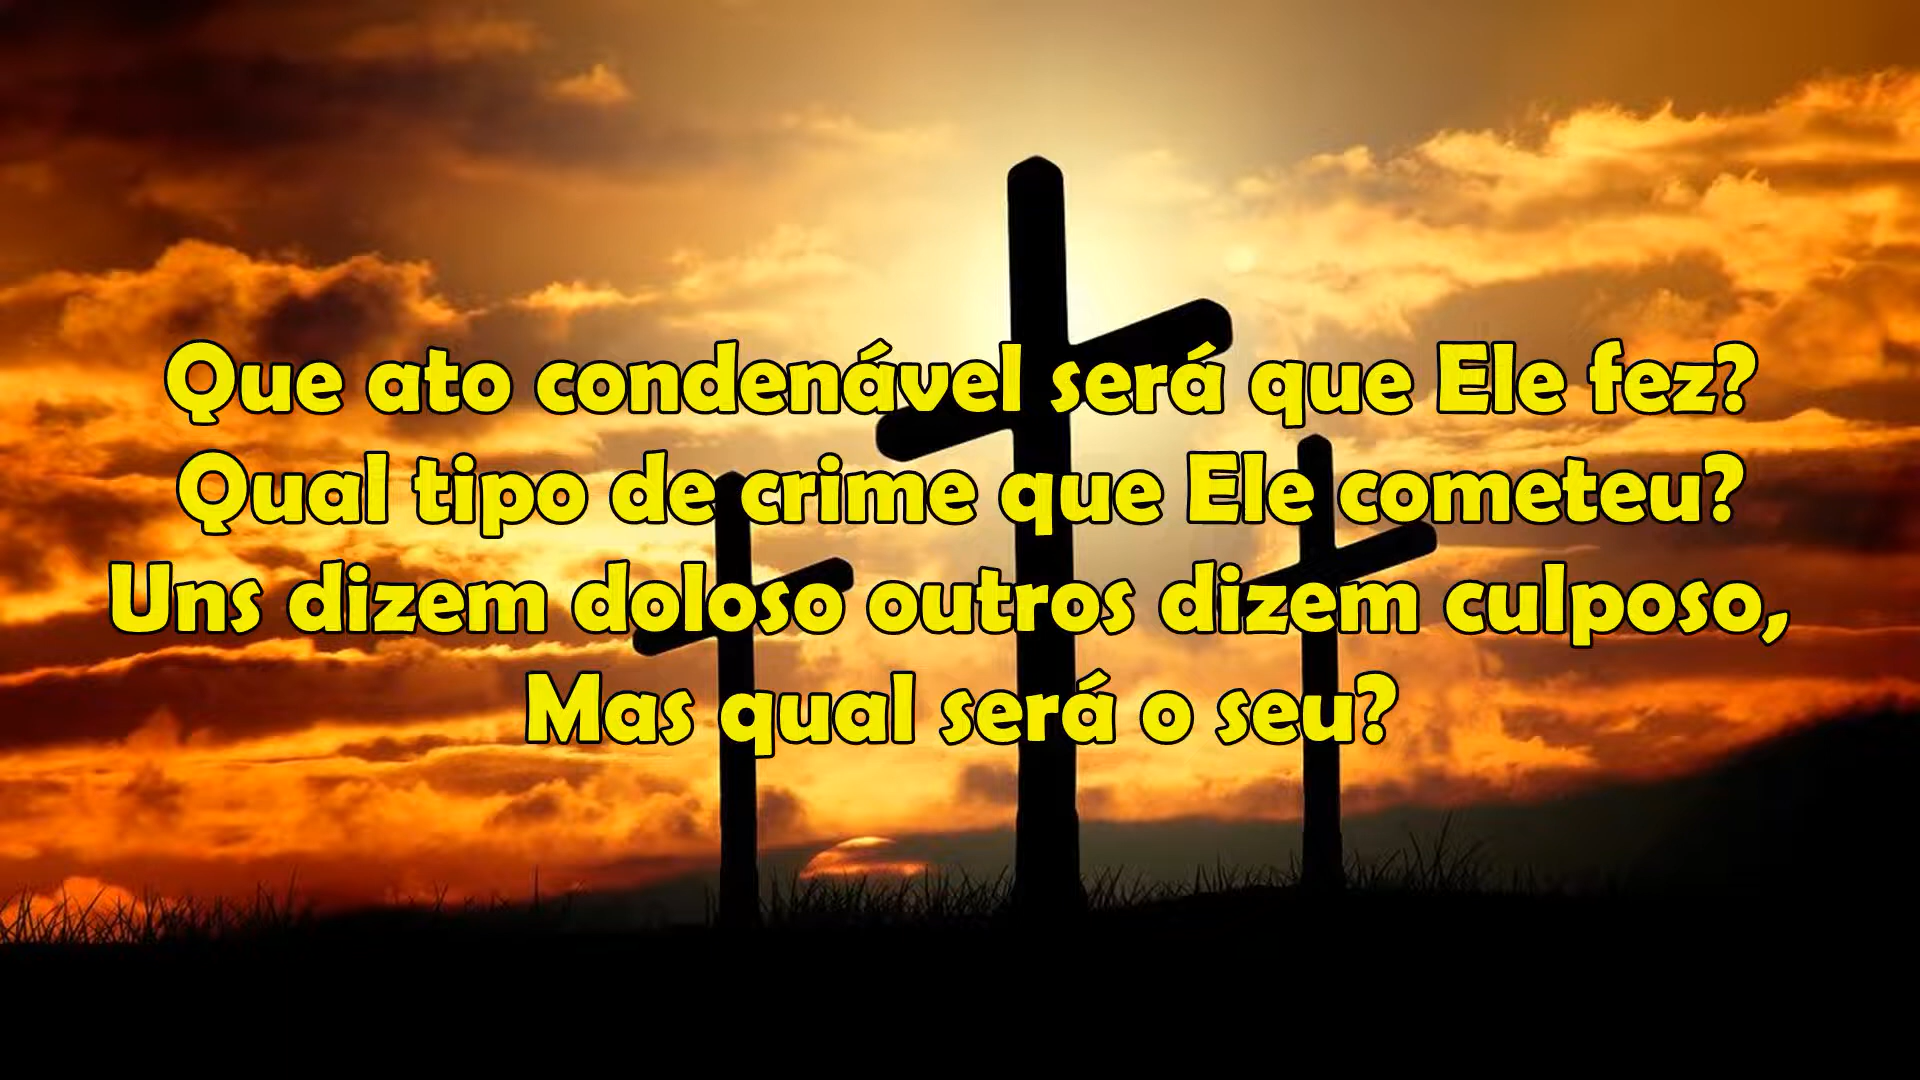 Que ato condenável será que Ele fez?
Qual tipo de crime que Ele cometeu?
Uns dizem doloso outros dizem culposo,
Mas qual será o seu?